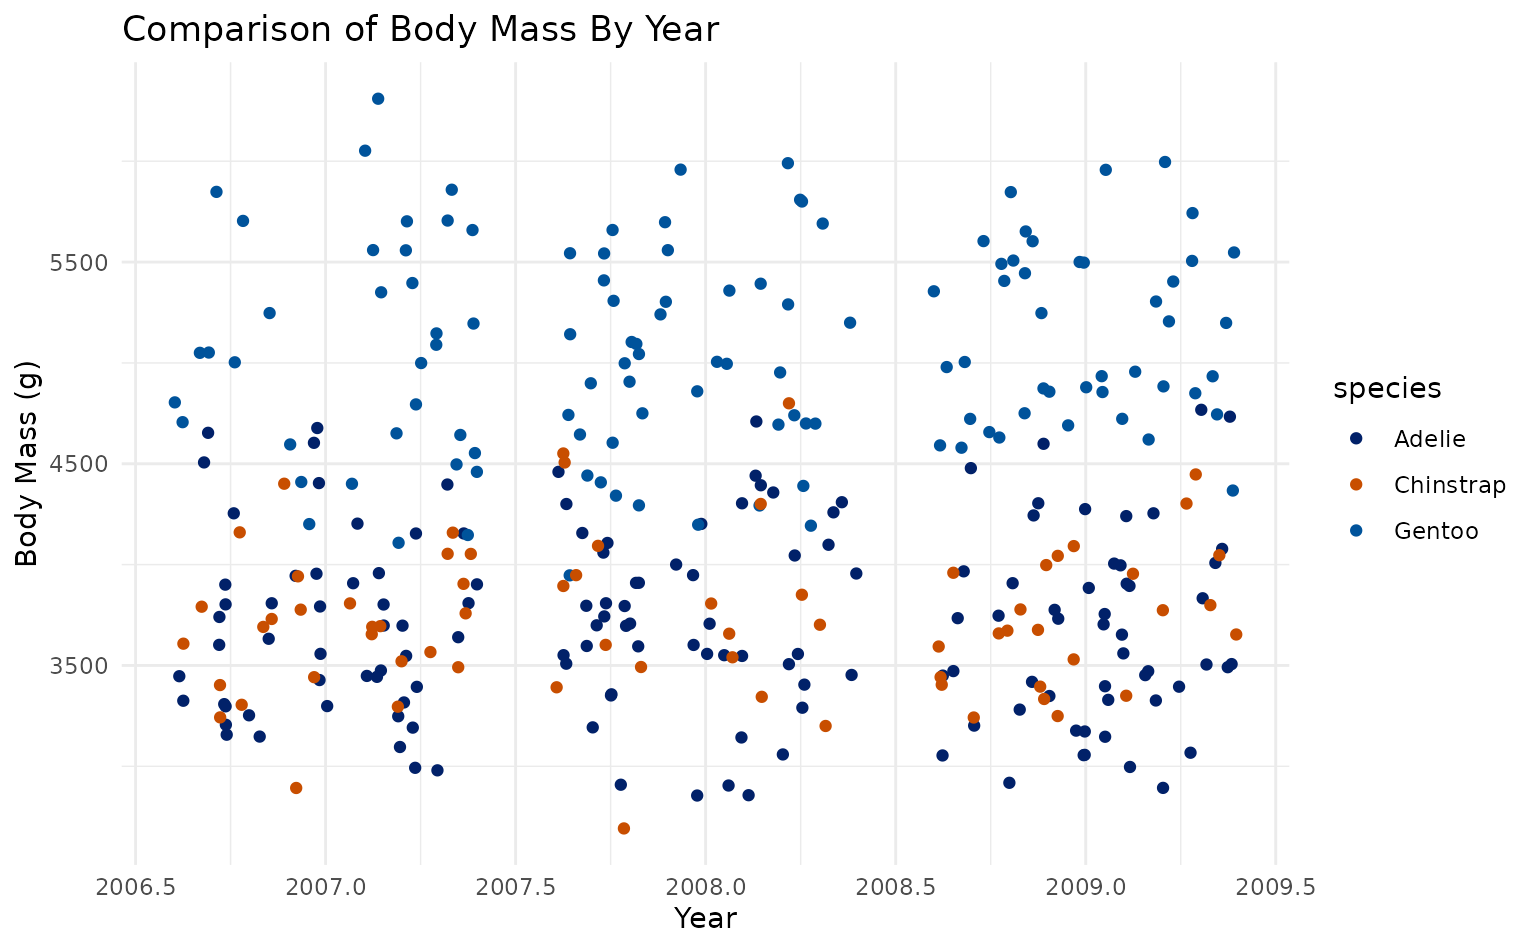 Comparison of Body Mass By Year
Body Mass (g)
5500
4500
3500
2006.5 2007.0 2007.5 2008.0 2008.5 2009.0 2009.5
Year
species
Adelie
Chinstrap
Gentoo